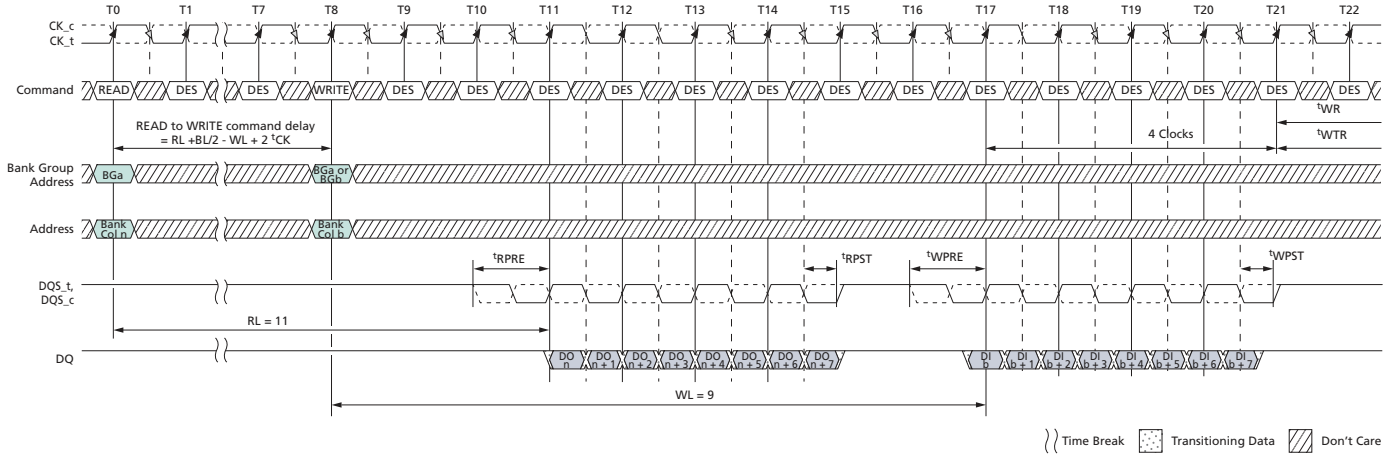 T0 T1 T7 T8 T9 T10 T11 T12 T13 T14 T15 T16 T17 T18 T19 T20 T21 T22
CK_c
CK_t
Command READ DES DES WRITE DES DES DES DES DES DES DES DES DES DES DES DES DES DES
tWR
READ to WRITE command delay
= RL +BL/2 - WL + 2 tCK
4 Clocks
tWTR
Bank Group
Address
BGa
BGa or
BGb
Address
Bank
Col n
Bank
Col b
tRPRE tRPST tWPRE tWPST
DQS_t,
DQS_c
RL = 11
DQ
DO
n
DO
n + 1
DO
n + 2
DO
n + 3
DO
n + 4
DO
n + 5
DO
n + 6
DO
n + 7
DI
b
DI
b + 1
DI
b + 2
DI
b + 3
DI
b + 4
DI
b + 5
DI
b + 6
DI
b + 7
WL = 9
Time Break Transitioning Data Don't Care